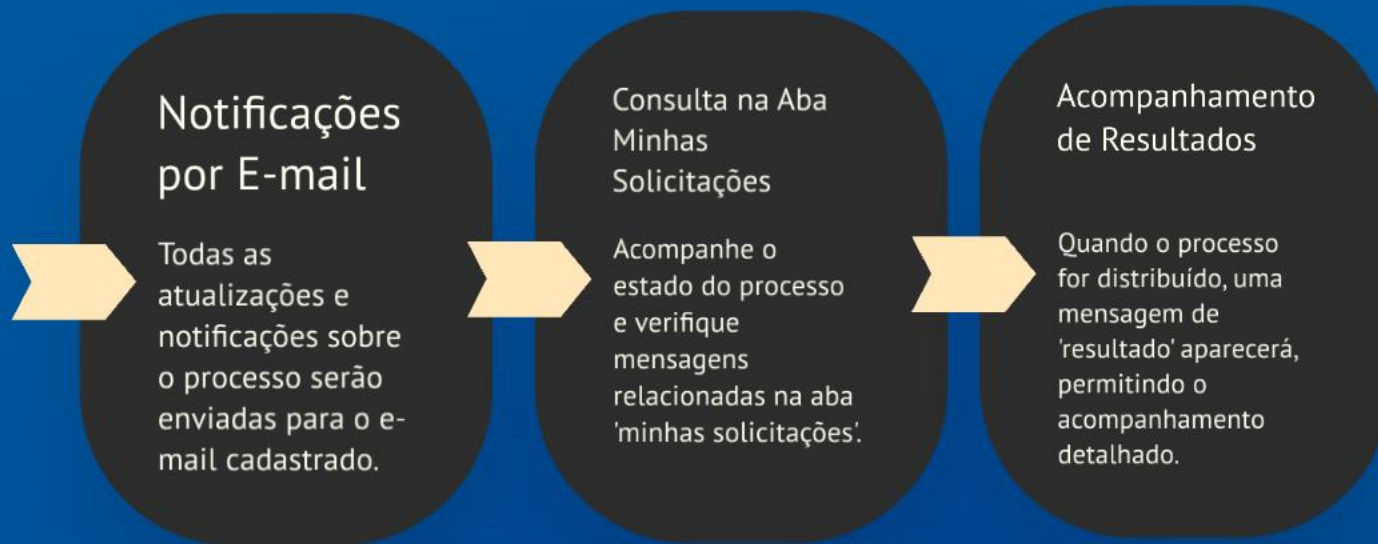 Notificações
por E-mail
Todas as
atualizações e
notificações sobre
o processo serão
enviadas para o e-
mail cadastrado.
Consulta na Aba
Minhas
Solicitações
Acompanhe o
estado do processo
e verifique
mensagens
relacionadas na aba
'minhas solicitações'.
Acompanhamento
de Resultados
Quando o processo
for distribuído, uma
mensagem de
'resultado' aparecerá,
permitindo o
acompanhamento
detalhado.